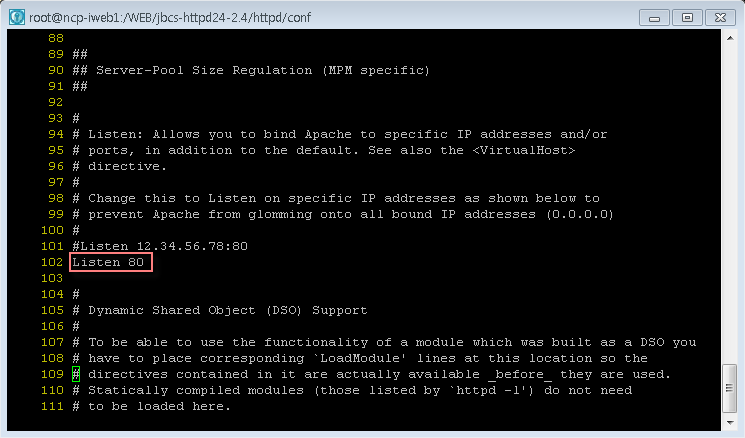 root@ncp-iweb1:/WEB/jbcs-httpd24-2.4/httpd/conf
88
89 ##
90 ## Server-Pool Size Regulation (MPM specific)
91 ##
92
93 #
94 # Listen: Allows you to bind Apache to specific IP addresses and/or
95 # ports, in addition to the default. See also the <VirtualHost>
96 # directive.
97 #
98 # Change this to Listen on specific IP addresses as shown below to
99 # prevent Apache from glomming onto all bound IP addresses (0.0.0.0)
100 #
101 #Listen 12.34.56.78:80
102 Listen 80
103
104 #
105 # Dynamic Shared Object (DSO) Support
106 #
107 # To be able to use the functionality of a module which was built as a DSO you
108 # have to place corresponding `LoadModule' lines at this location so the
109 # directives contained in it are actually available _before_ they are used.
110 # Statically compiled modules (those listed by `httpd -l') do not need
111 # to be loaded here.